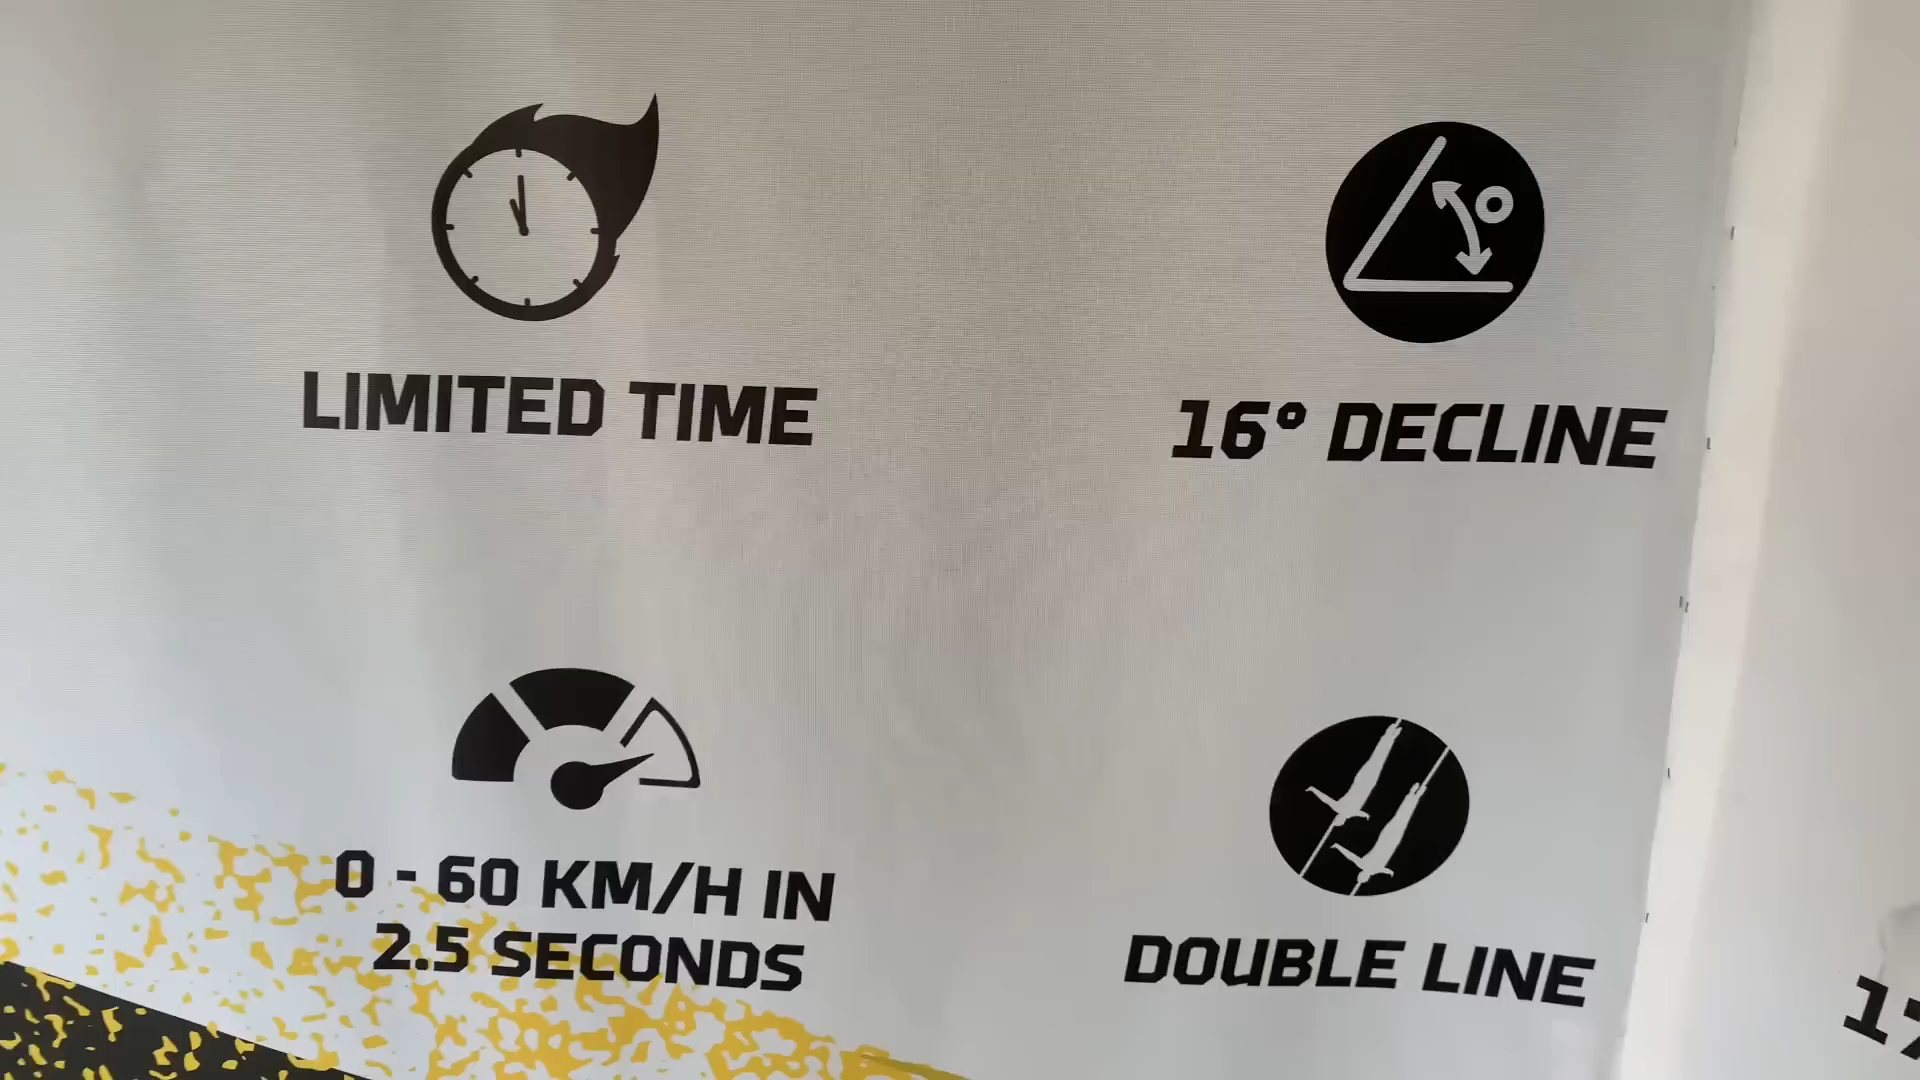 LIMITED TIME
16° DECLINE
0 - 60 KM/H IN
2.5 SECONDS
DOUBLE LINE